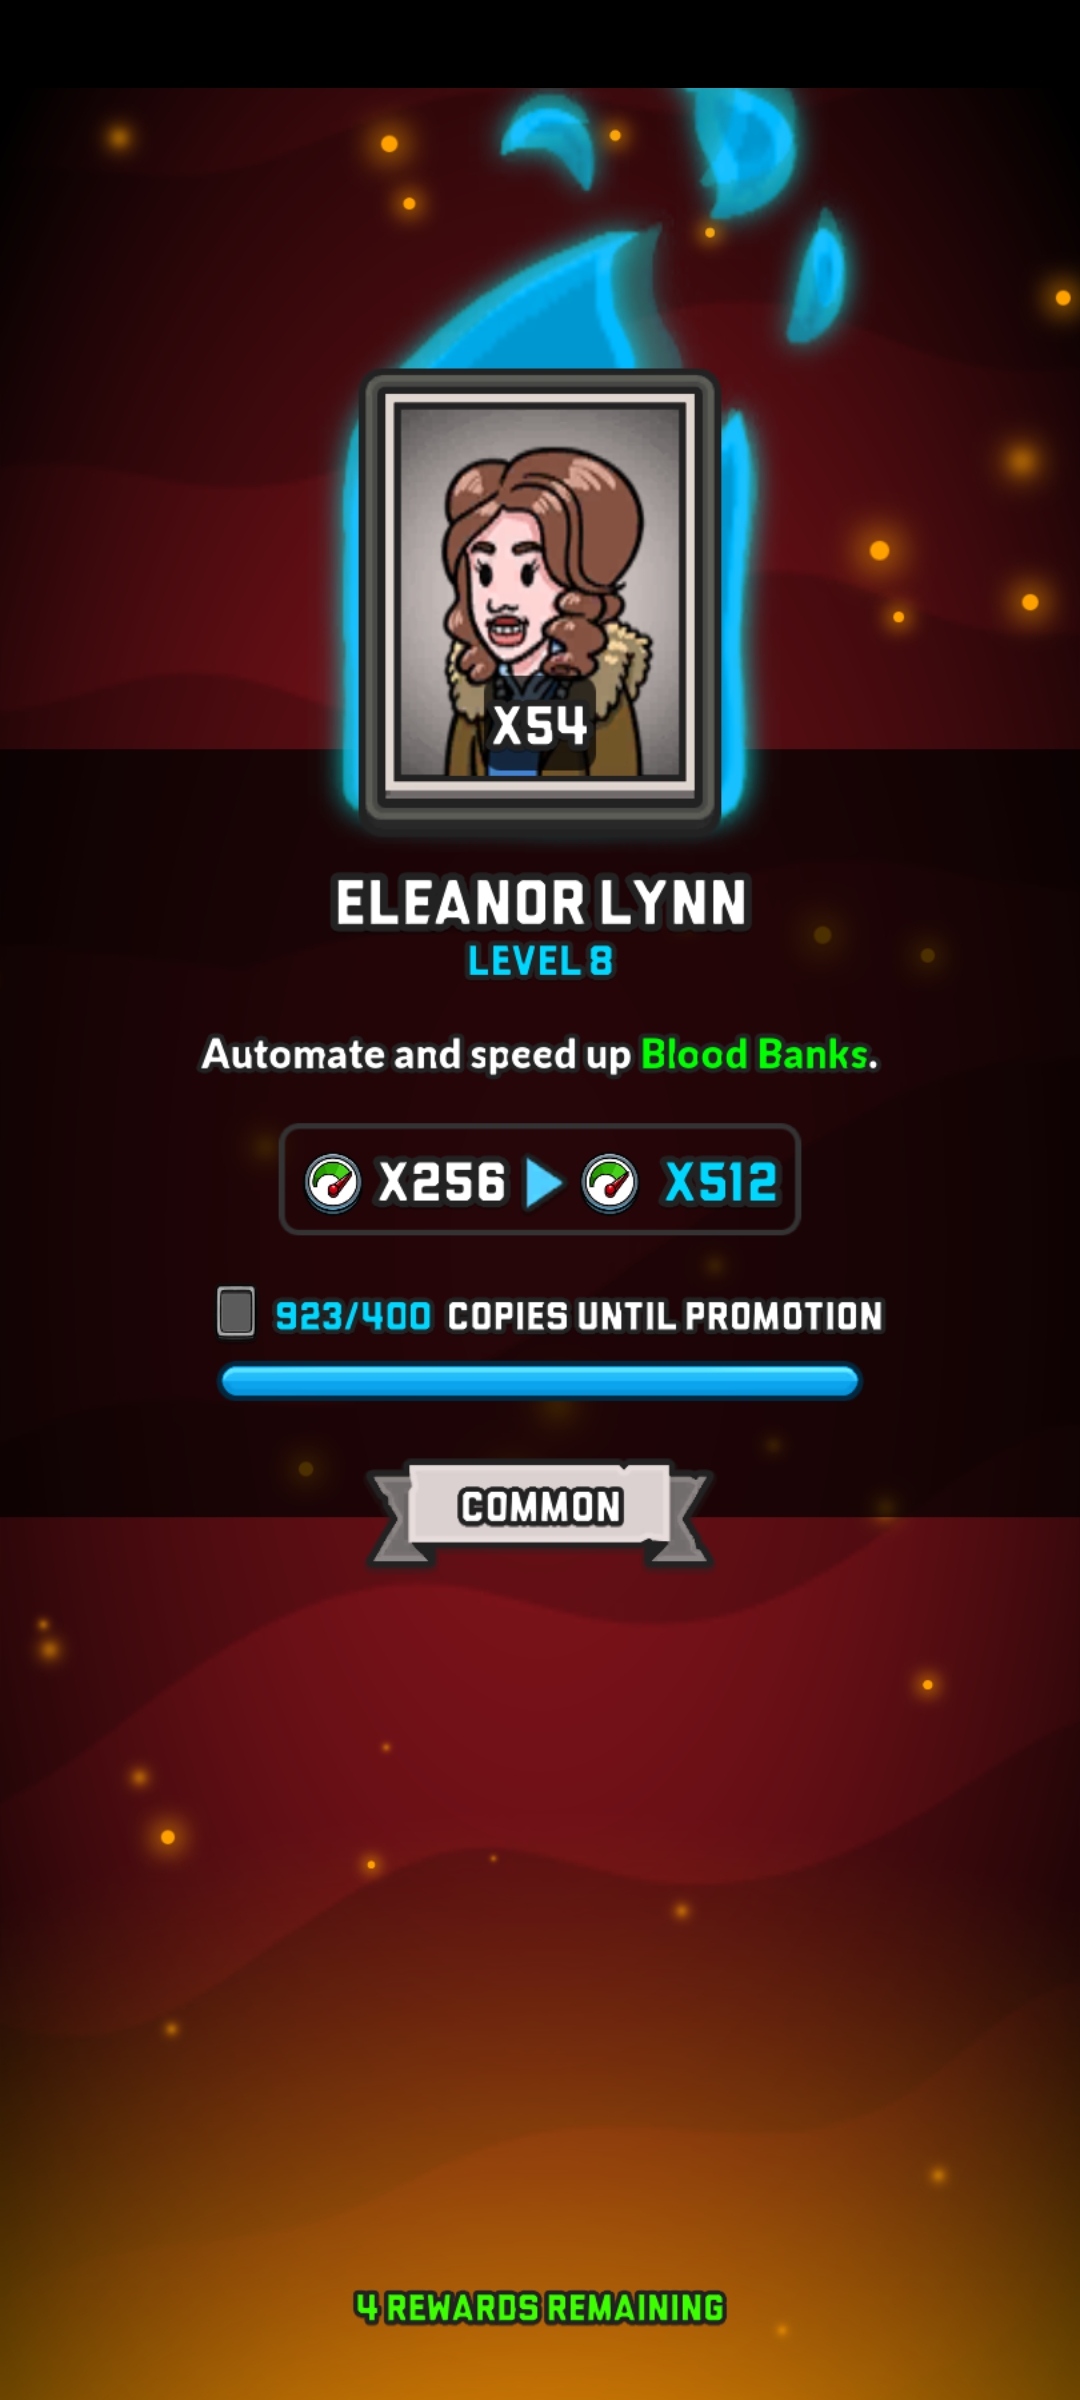 X54
ELEANOR LYNN
LEVEL 8
Automate and speed up Blood Banks.
X256 X512
923/400 COPIES UNTIL PROMOTION
COMMON
4 REWARDS REMAINING